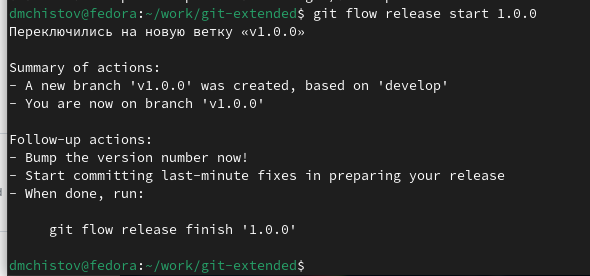 dmchistov@fedora:~/work/git-extended$ git flow release start 1.0.0
Переключились на новую ветку «v1.0.0»
Summary of actions:
- A new branch 'v1.0.0' was created, based on 'develop'
- You are now on branch 'v1.0.0'
Follow-up actions:
- Bump the version number now!
- Start committing last-minute fixes in preparing your release
- When done, run:
git flow release finish '1.0.0'
dmchistov@fedora:~/work/git-extended$